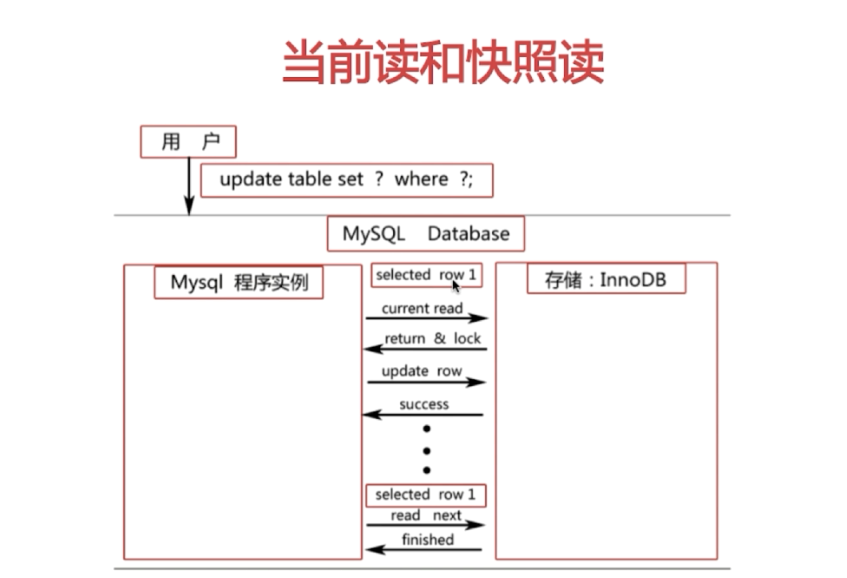 当前读和快照读
用 户
update table set ? where ?;
MySQL Database
Mysql 程序实例
selected row 1
存储：InnoDB
current read
return & lock
update row
success
selected row 1
read next
finished